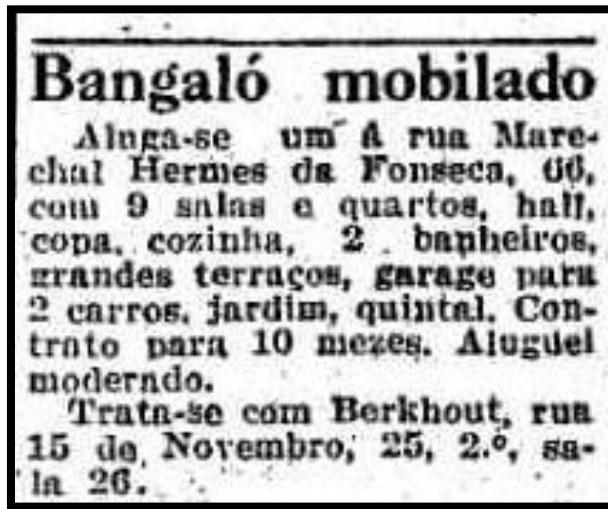 Bangaló mobilado
Aluga-se um á rua Mare-
chal Hermes da Fonseca, 66,
com 9 salas e quartos, hall,
copa, cozinha, 2 banheiros,
grandes terraços, garage para
2 carros, jardim, quintal. Con-
trato para 10 mezes. Aluguel
moderado.
Trata-se com Berkhout, rua
15 de Novembro, 25, 2.º, sa-
la 26.